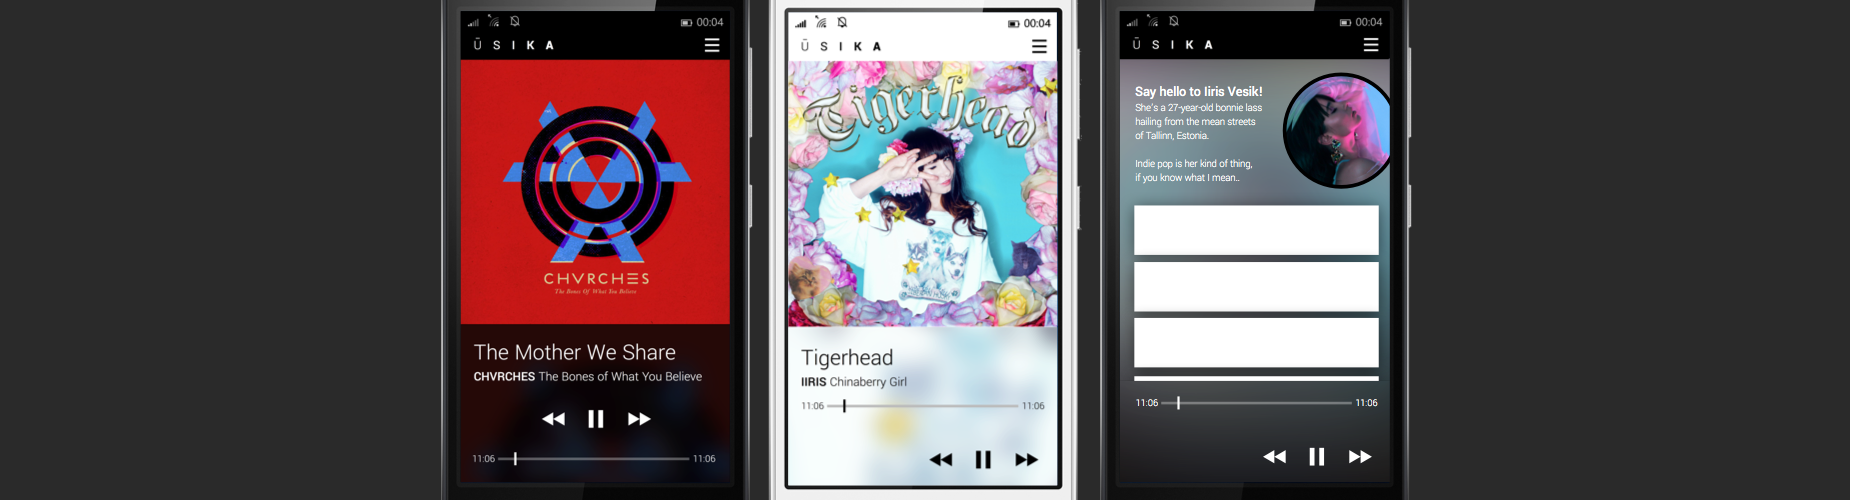 00:04
Ū S I K A
CHVRCHES
The Bones Of What You Believe
The Mother We Share
CHVRCHES The Bones of What You Believe
11:06 11:06
00:04
Ū S I K A
Tigerhead
Tigerhead
IIRIS Chinaberry Girl
11:06 11:06
00:04
Ū S I K A
Say hello to Iiris Vesik!
She's a 27-year-old bonnie lass
hailing from the mean streets
of Tallinn, Estonia.
Indie pop is her kind of thing,
if you know what I mean..
11:06 11:06